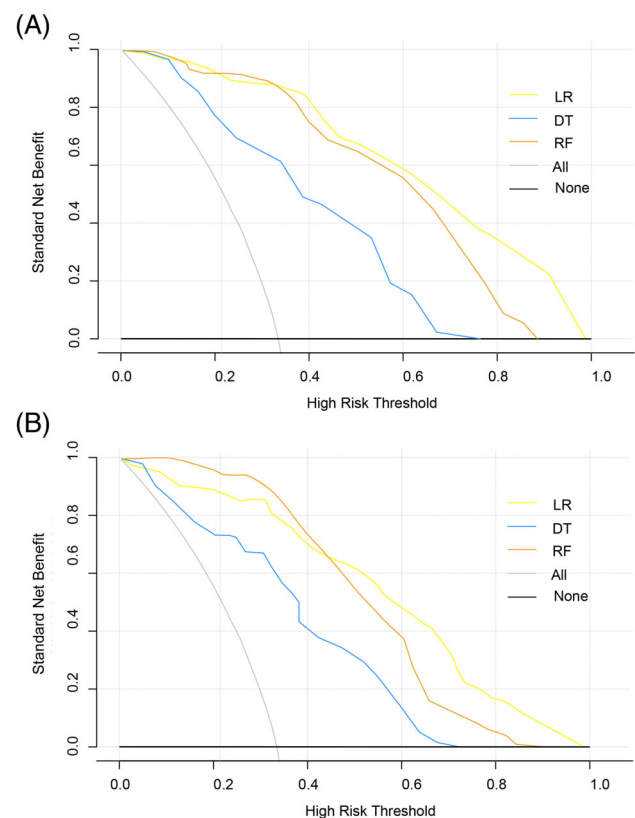 (A)
Standard Net Benefit
1.0
0.8
0.6
0.4
0.2
0.0
LR
DT
RF
All
None
0.0 0.2 0.4 0.6 0.8 1.0
High Risk Threshold
(B)
Standard Net Benefit
1.0
0.8
0.6
0.4
0.2
0.0
LR
DT
RF
All
None
0.0 0.2 0.4 0.6 0.8 1.0
High Risk Threshold